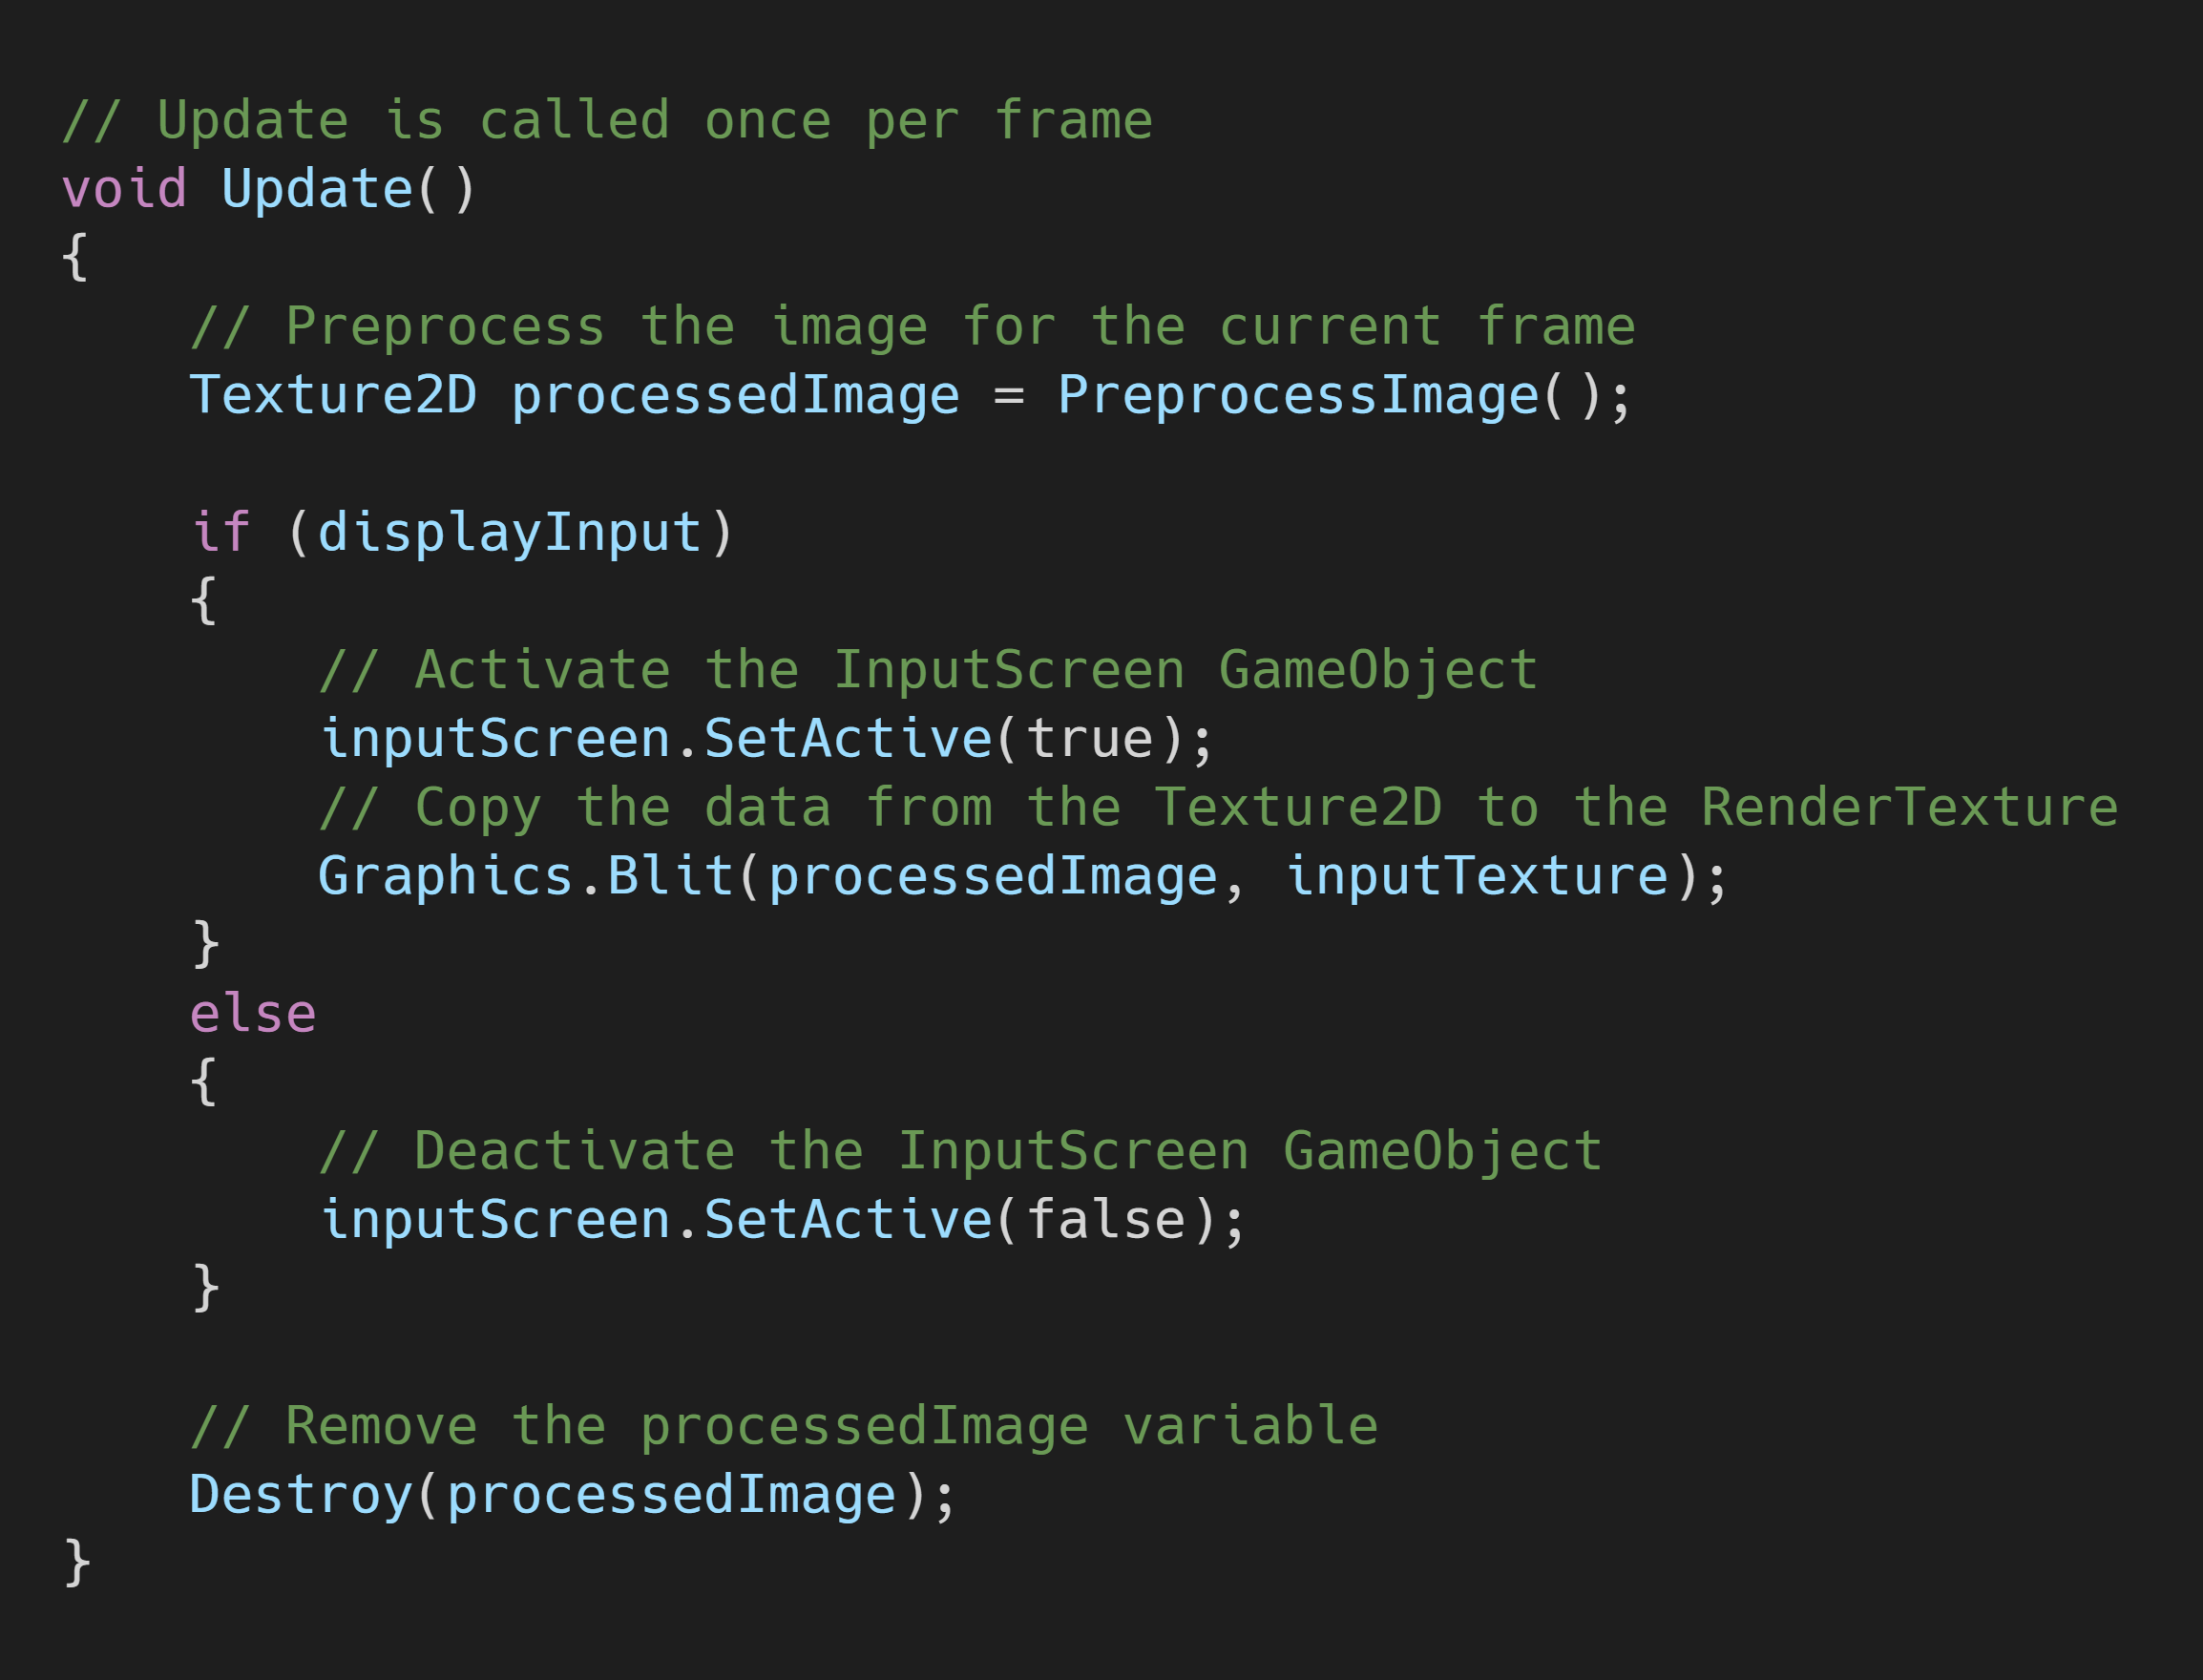 // Update is called once per frame
void Update()
{
    // Preprocess the image for the current frame
    Texture2D processedImage = PreprocessImage();

    if (displayInput)
    {
        // Activate the InputScreen GameObject
        inputScreen.SetActive(true);
        // Copy the data from the Texture2D to the RenderTexture
        Graphics.Blit(processedImage, inputTexture);
    }
    else
    {
        // Deactivate the InputScreen GameObject
        inputScreen.SetActive(false);
    }

    // Remove the processedImage variable
    Destroy(processedImage);
}